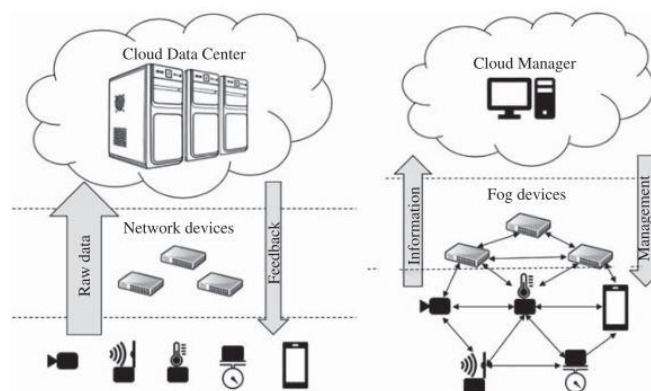 Cloud Data Center
Network devices
Raw data
Feedback
Cloud Manager
Fog devices
Information
Management